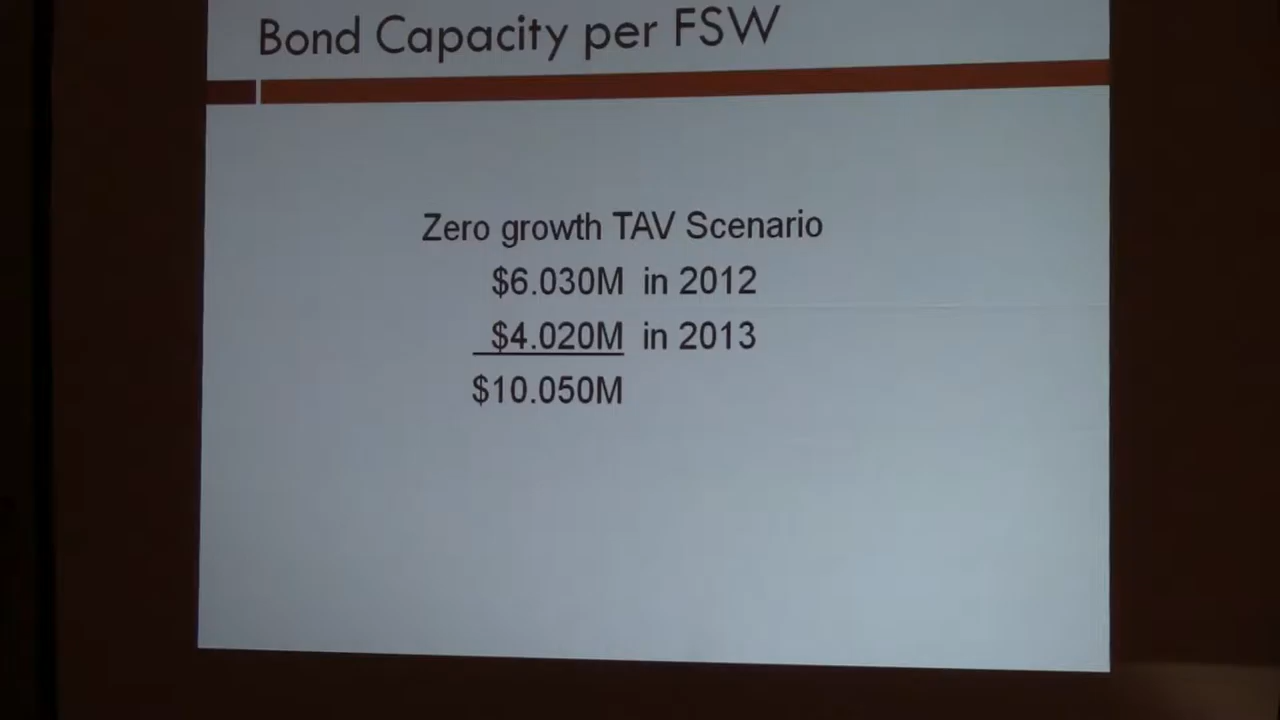 Bond Capacity per FSW
Zero growth TAV Scenario
$6.030M in 2012
$4.020M in 2013
$10.050M